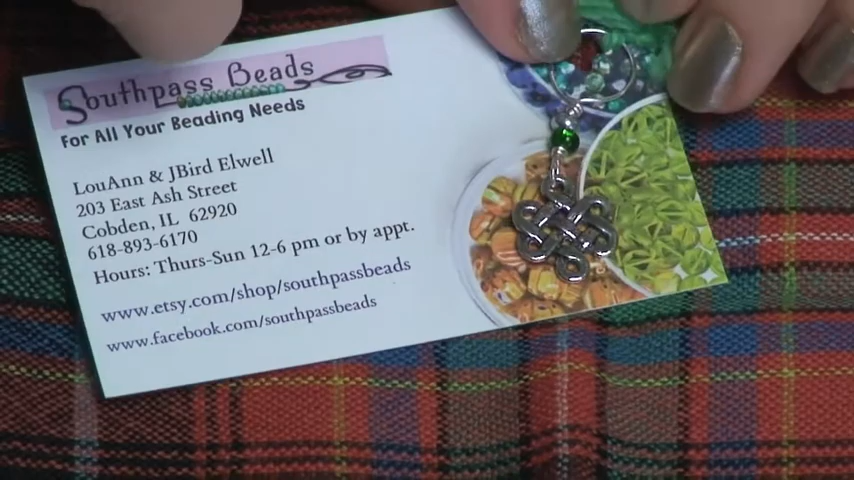 Southpass Beads
For All Your Beading Needs
LouAnn & JBird Elwell
203 East Ash Street
Cobden, IL 62920
618-893-6170
Hours: Thurs-Sun 12-6 pm or by appt.
www.etsy.com/shop/southpassbeads
www.facebook.com/southpassbeads